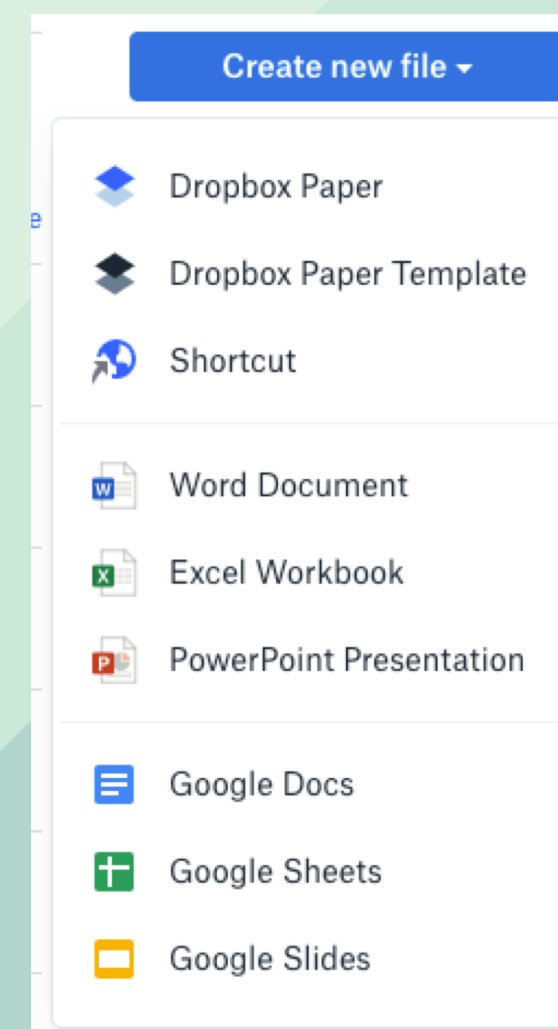 Create new file
e
Dropbox Paper
Dropbox Paper Template
Shortcut
W Word Document
X Excel Workbook
P PowerPoint Presentation
Google Docs
Google Sheets
Google Slides